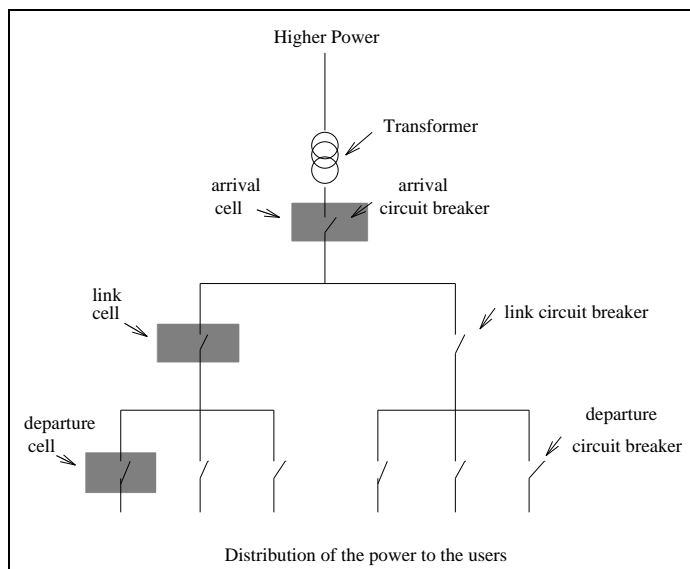 Higher Power
Transformer
arrival
cell
arrival
circuit breaker
link
cell
link circuit breaker
departure
cell
departure
circuit breaker
Distribution of the power to the users